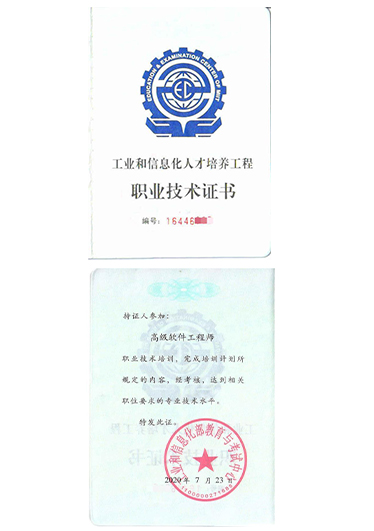 EDUCATION & EXAMINATION CENTER OF MIIT
工业和信息化人才培养工程
职业技术证书
编号: 16446
持证人参加:
高级软件工程师
职业技术培训, 完成培训计划所
规定的内容, 经考核, 达到相关
职位要求的专业技术水平。
特发此证。
工业和信息化部教育与考试中心
2020 年 7 月 23 日